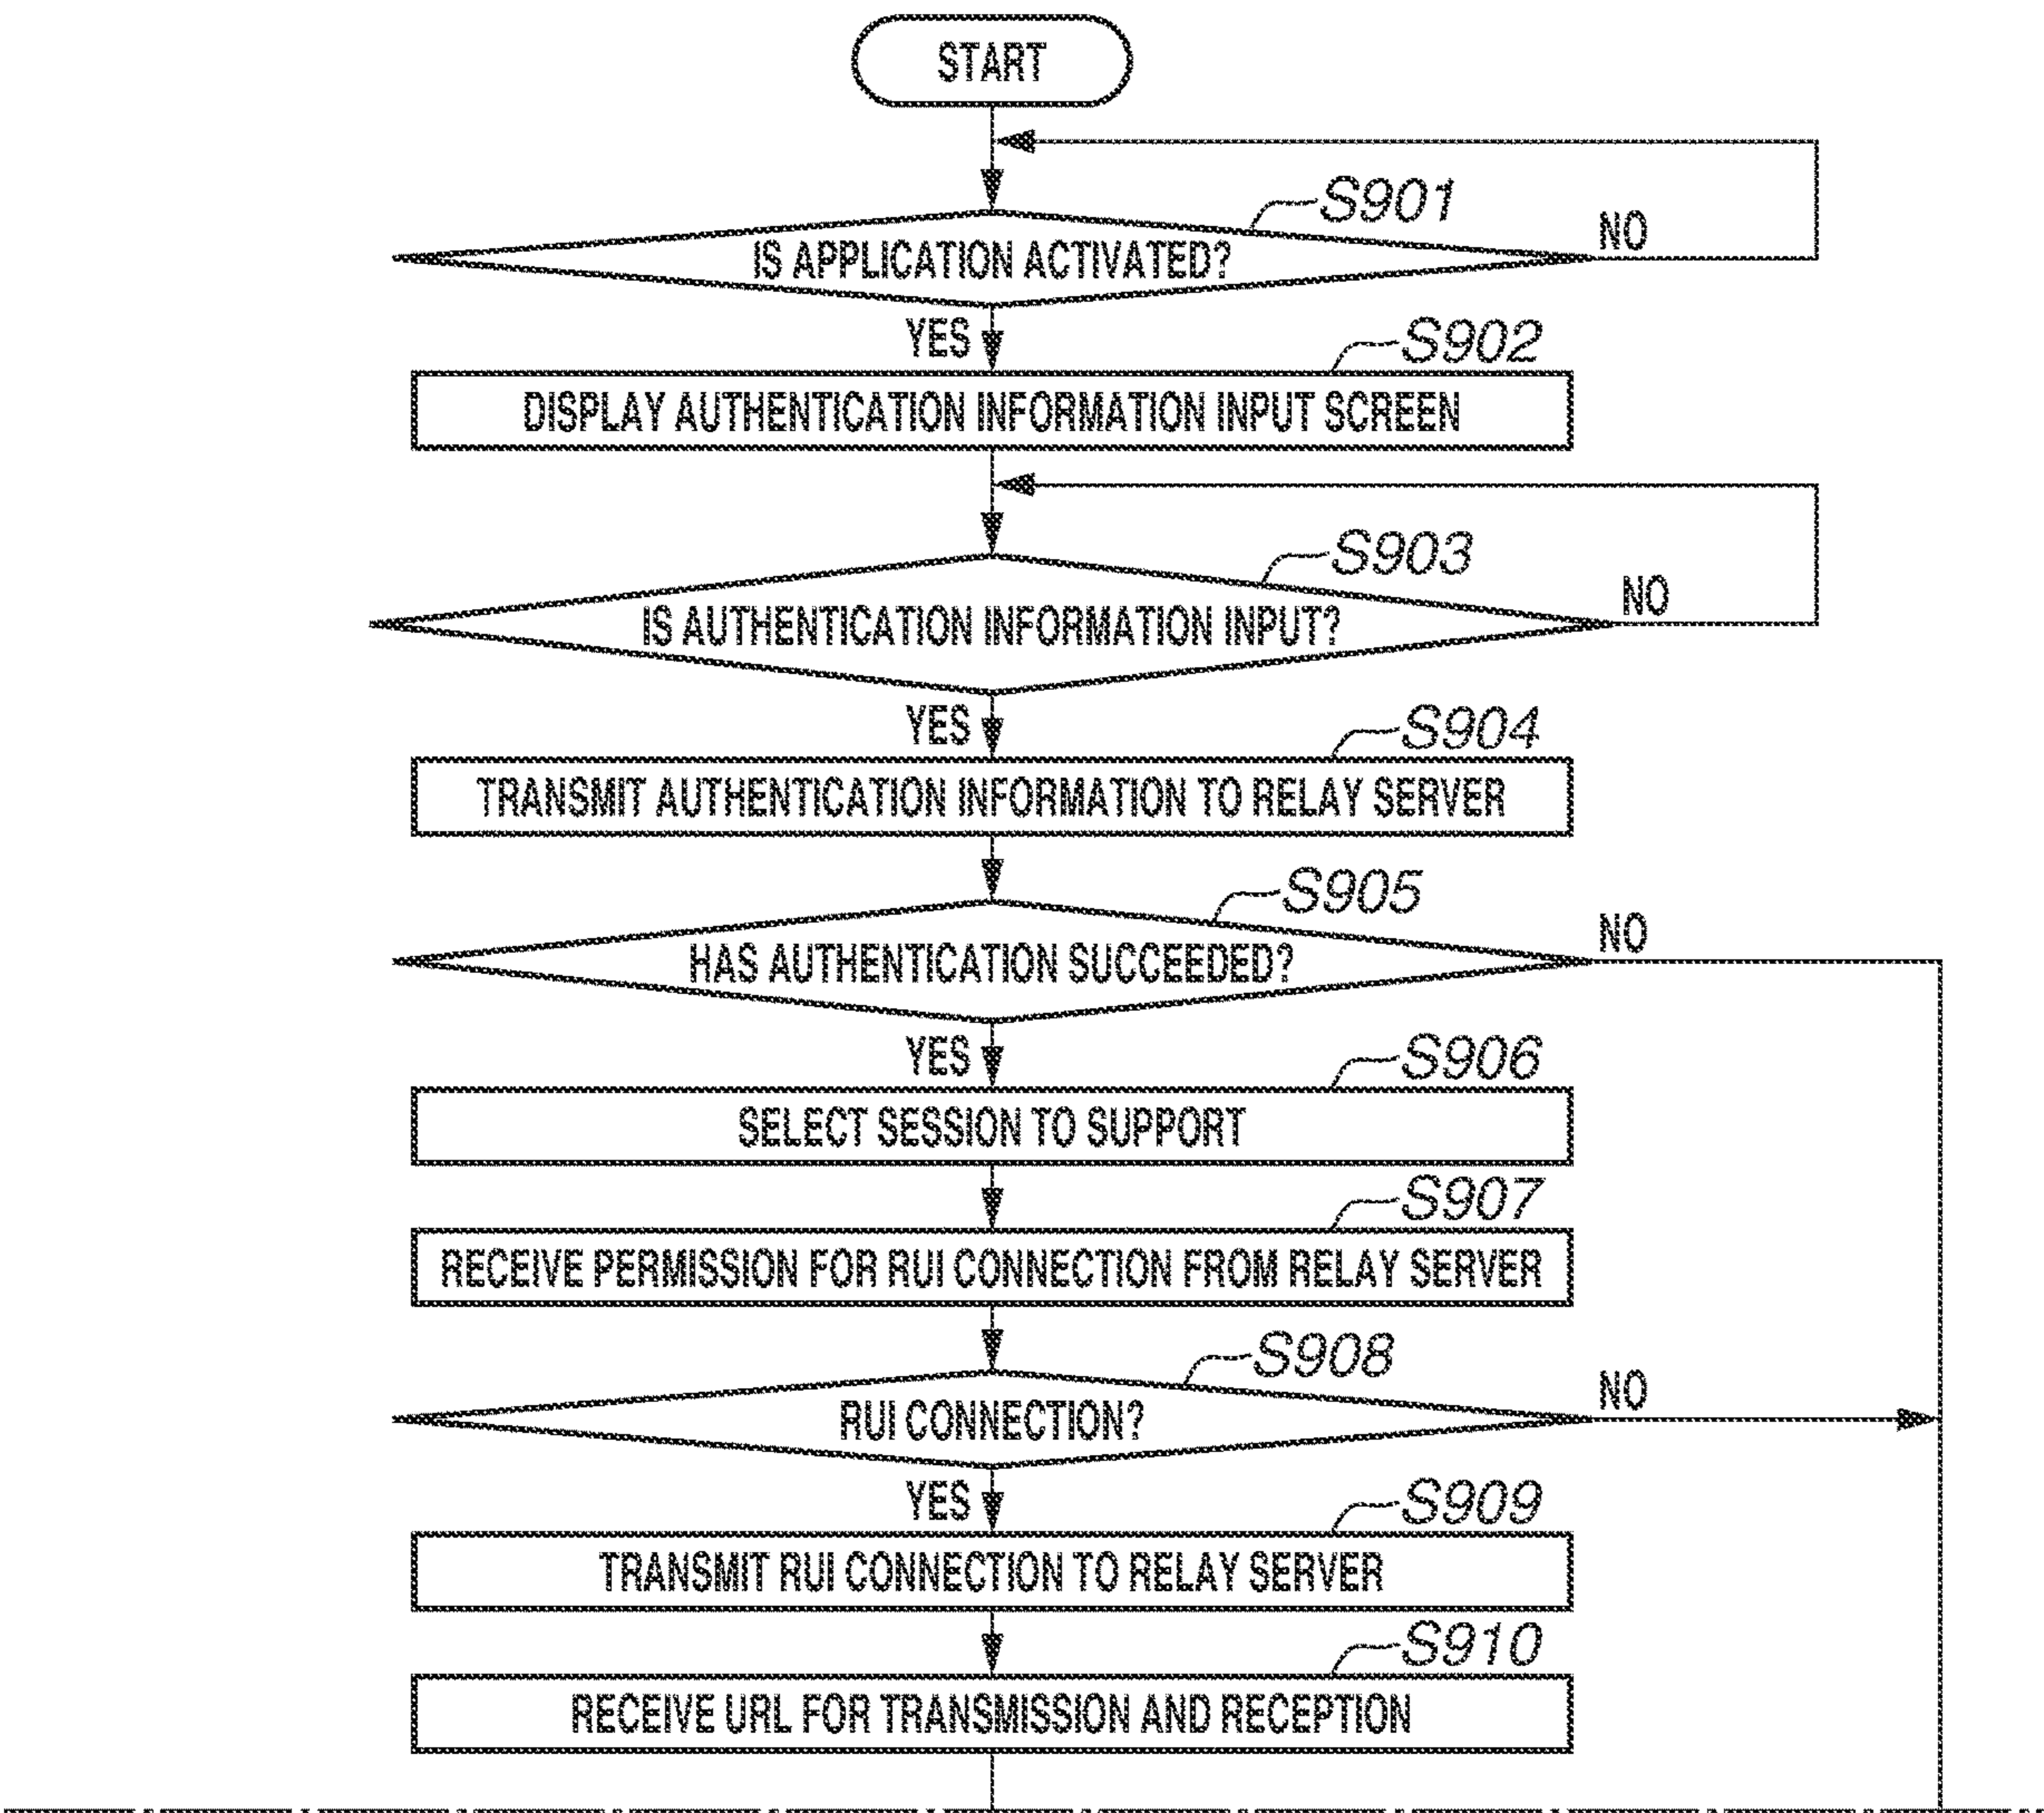 START
S901
IS APPLICATION ACTIVATED?
NO
YES
S902
DISPLAY AUTHENTICATION INFORMATION INPUT SCREEN
S903
IS AUTHENTICATION INFORMATION INPUT?
NO
YES
S904
TRANSMIT AUTHENTICATION INFORMATION TO RELAY SERVER
S905
HAS AUTHENTICATION SUCCEEDED?
NO
YES
S906
SELECT SESSION TO SUPPORT
S907
RECEIVE PERMISSION FOR RUI CONNECTION FROM RELAY SERVER
S908
RUI CONNECTION?
NO
YES
S909
TRANSMIT RUI CONNECTION TO RELAY SERVER
S910
RECEIVE URL FOR TRANSMISSION AND RECEPTION